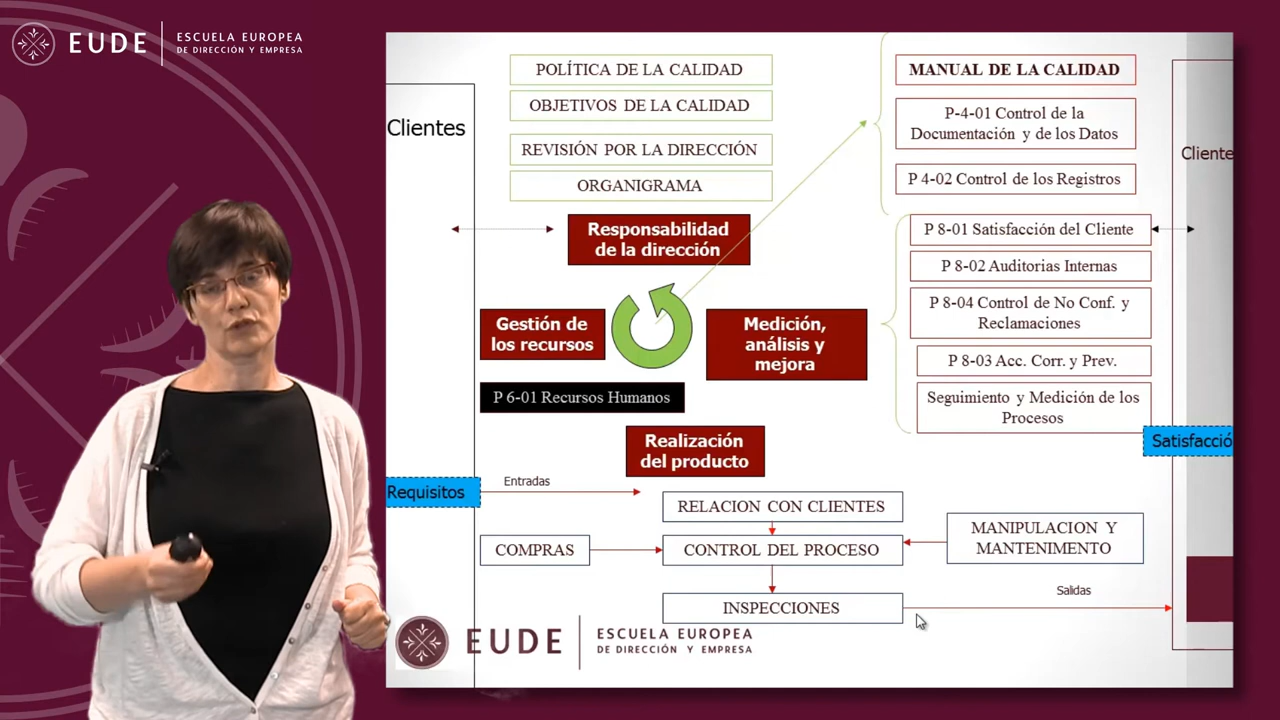 EUDE
ESCUELA EUROPEA
DE DIRECCIÓN Y EMPRESA
POLÍTICA DE LA CALIDAD
OBJETIVOS DE LA CALIDAD
REVISIÓN POR LA DIRECCIÓN
ORGANIGRAMA
MANUAL DE LA CALIDAD
P-4-01 Control de la
Documentación y de los Datos
P 4-02 Control de los Registros
Clientes
Cliente
Responsabilidad
de la dirección
P 8-01 Satisfacción del Cliente
P 8-02 Auditorias Internas
P 8-04 Control de No Conf. y
Reclamaciones
P 8-03 Acc. Corr. y Prev.
Seguimiento y Medición de los
Procesos
Gestión de
los recursos
Medición,
análisis y
mejora
P 6-01 Recursos Humanos
Realización
del producto
Satisfacció
Requisitos
Entradas
RELACION CON CLIENTES
COMPRAS
CONTROL DEL PROCESO
MANIPULACION Y
MANTENIMENTO
INSPECCIONES
Salidas
EUDE
ESCUELA EUROPEA
DE DIRECCIÓN Y EMPRESA